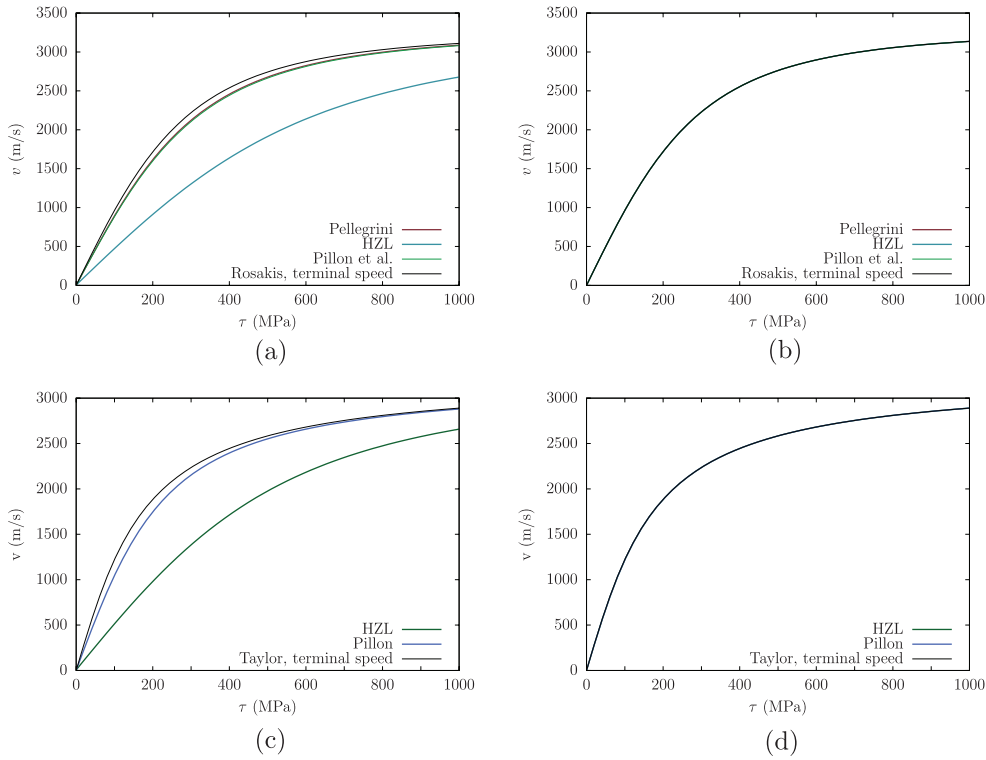 3500
3000
2500
2000
1500
1000
500
0
v (m/s)
Pellegrini
HZL
Pillon et al.
Rosakis, terminal speed
0 200 400 600 800 1000
τ (MPa)
(a)
3500
3000
2500
2000
1500
1000
500
0
v (m/s)
Pellegrini
HZL
Pillon et al.
Rosakis, terminal speed
0 200 400 600 800 1000
τ (MPa)
(b)
3000
2500
2000
1500
1000
500
0
v (m/s)
HZL
Pillon
Taylor, terminal speed
0 200 400 600 800 1000
τ (MPa)
(c)
3000
2500
2000
1500
1000
500
0
v (m/s)
HZL
Pillon
Taylor, terminal speed
0 200 400 600 800 1000
τ (MPa)
(d)